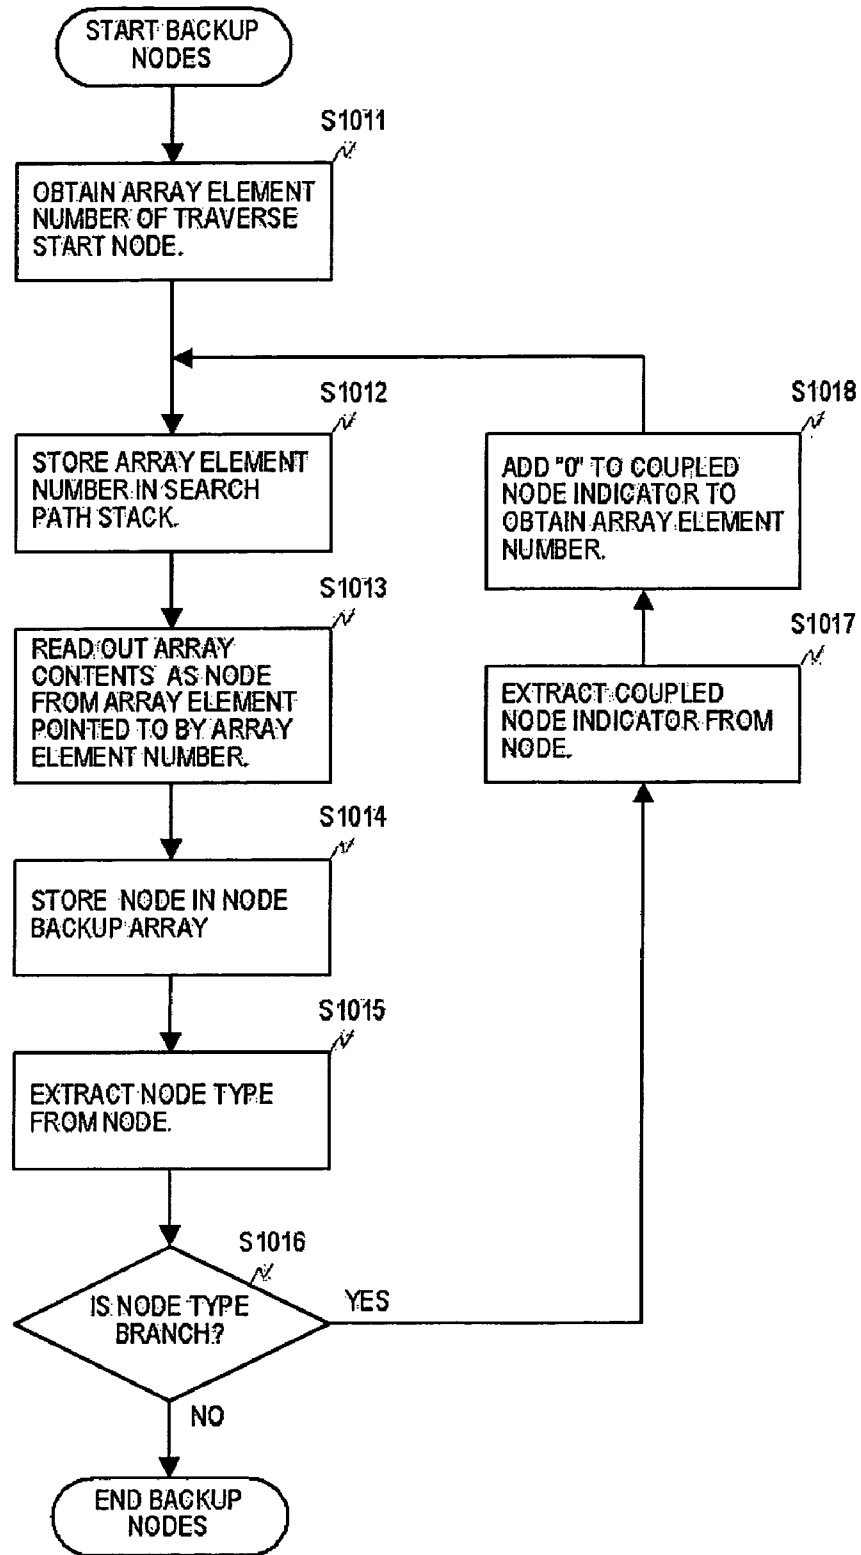 START BACKUP
NODES
S1011
OBTAIN ARRAY ELEMENT
NUMBER OF TRAVERSE
START NODE.
S1012
STORE ARRAY ELEMENT
NUMBER IN SEARCH
PATH STACK.
S1013
READ OUT ARRAY
CONTENTS AS NODE
FROM ARRAY ELEMENT
POINTED TO BY ARRAY
ELEMENT NUMBER.
S1014
STORE NODE IN NODE
BACKUP ARRAY
S1015
EXTRACT NODE TYPE
FROM NODE.
S1016
IS NODE TYPE
BRANCH?
YES
NO
S1017
EXTRACT COUPLED
NODE INDICATOR FROM
NODE.
S1018
ADD "0" TO COUPLED
NODE INDICATOR TO
OBTAIN ARRAY ELEMENT
NUMBER.
END BACKUP
NODES